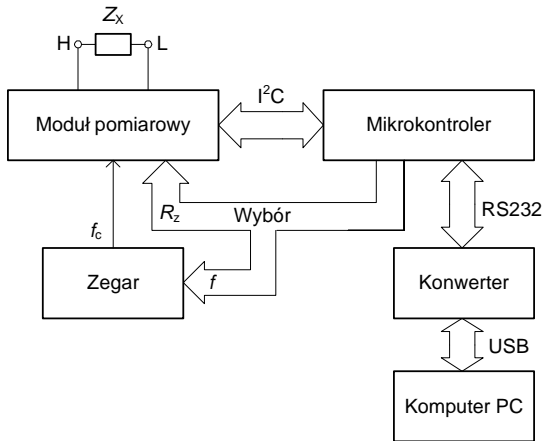 Z_X
H L
I²C
Moduł pomiarowy
Mikrokontroler
R_z
Wybór
RS232
f_c
Zegar
f
Konwerter
USB
Komputer PC